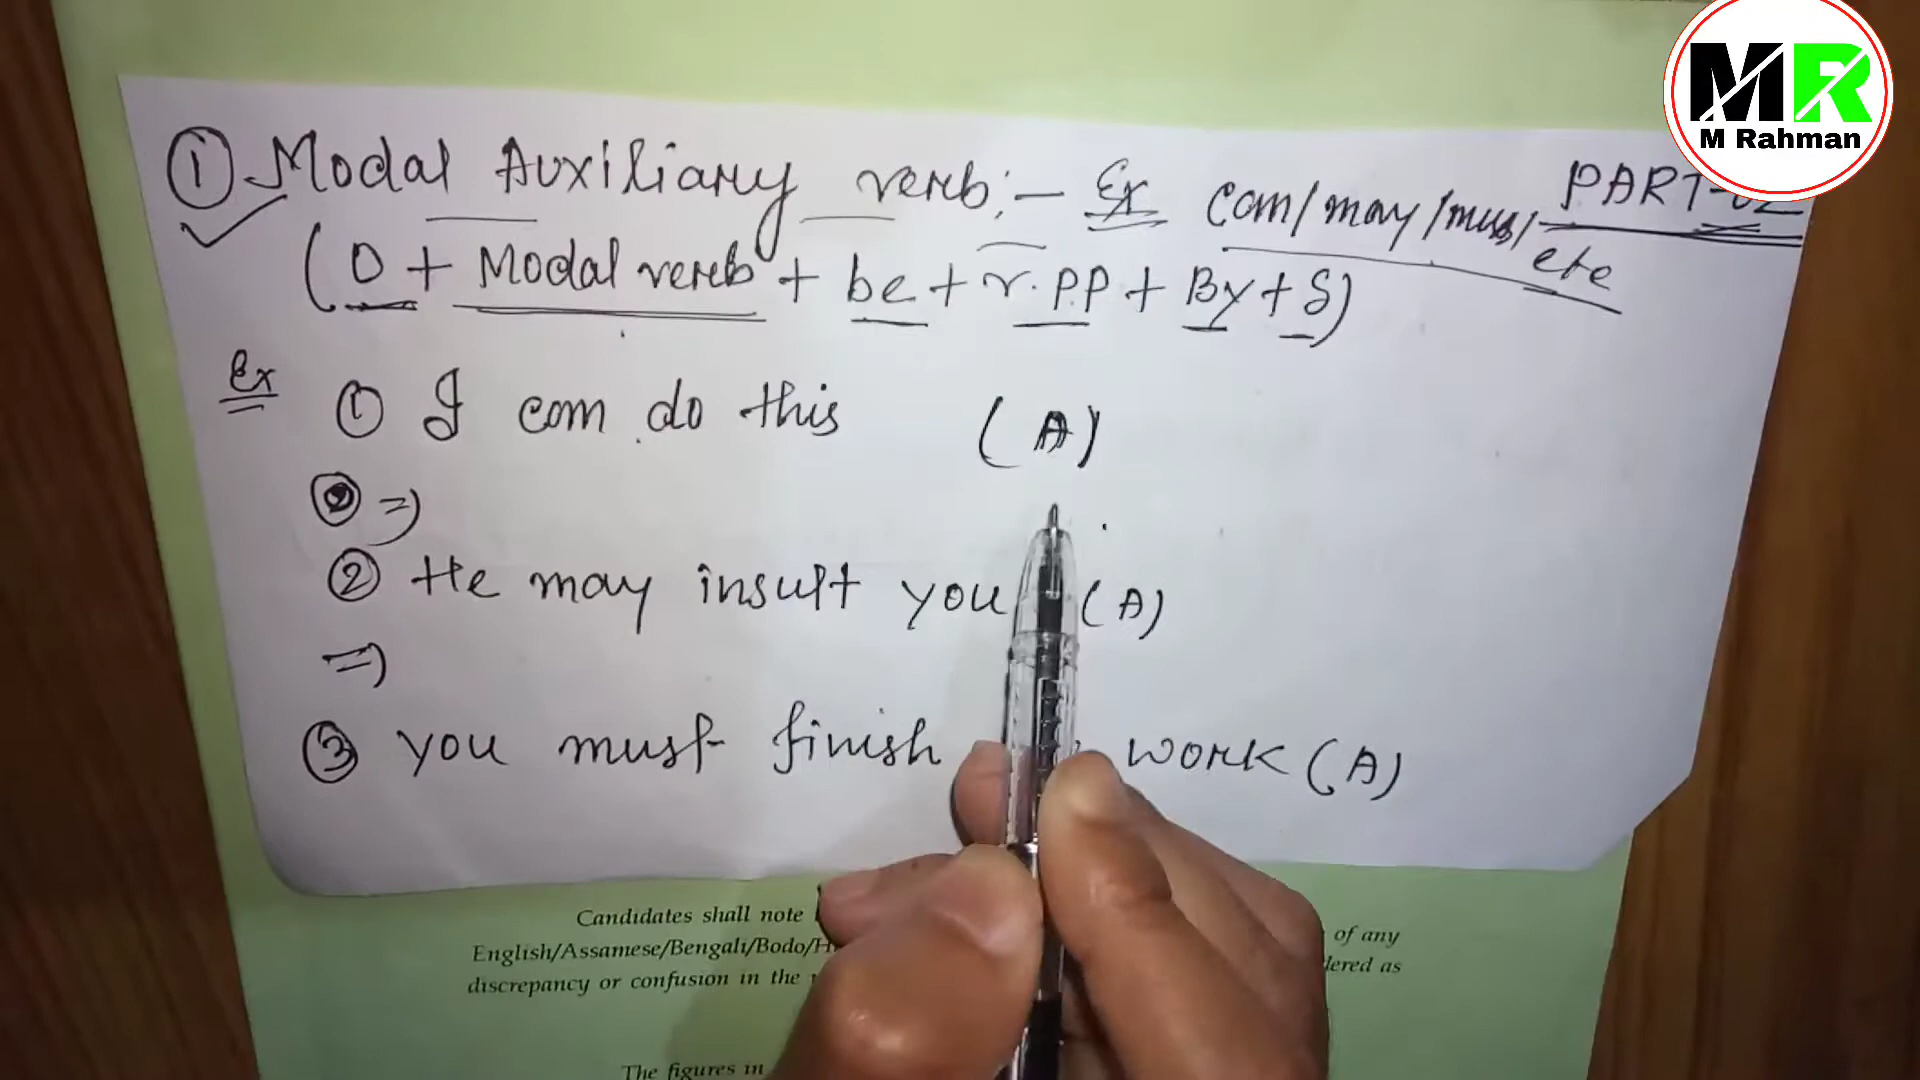 MR
M Rahman
PART-02
① Modal Auxiliary verb:- Ex can/may/must/
etc
(O + Modal verb + be + v.pp + By + S)
Ex ① I can do this (A)
② =)
② He may insult you (A)
=)
③ you must finish work (A)
Candidates shall note
English/Assamese/Bengali/Bodo/H of any
discrepancy or confusion in the dered as
The figures in